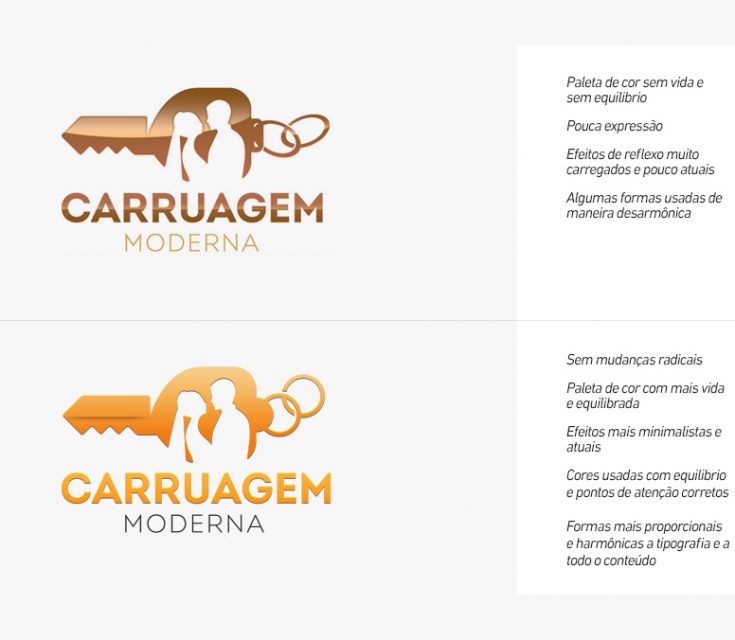 CARRUAGEM
MODERNA
Paleta de cor sem vida e
sem equilibrio
Pouca expressão
Efeitos de reflexo muito
carregados e pouco atuais
Algumas formas usadas de
maneira desarmônica
CARRUAGEM
MODERNA
Sem mudanças radicais
Paleta de cor com mais vida
e equilibrada
Efeitos mais minimalistas e
atuais
Cores usadas com equilíbrio
e pontos de atenção corretos
Formas mais proporcionais
e harmônicas a tipografia e a
todo o conteúdo